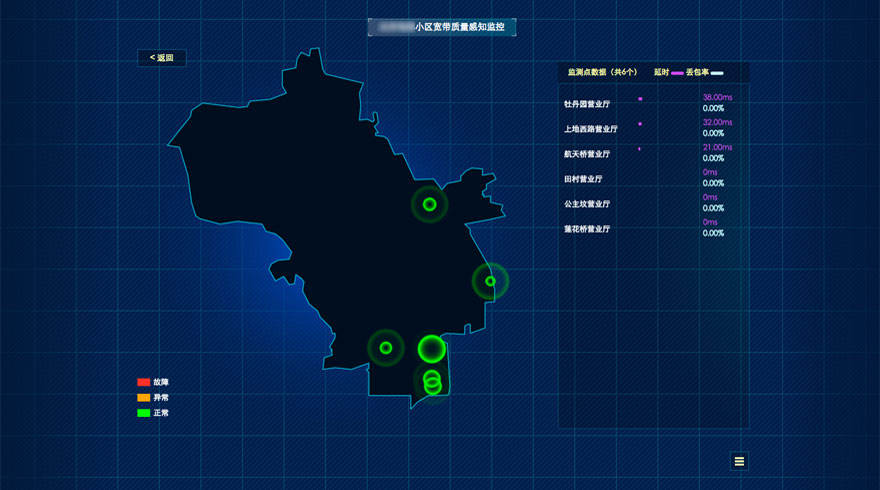 小区宽带质量感知监控
< 返回
监测点数据（共6个） 延时 丢包率
牡丹园营业厅 38.00ms
0.00%
上地西路营业厅 32.00ms
0.00%
航天桥营业厅 21.00ms
0.00%
田村营业厅 0ms
0.00%
公主坟营业厅 0ms
0.00%
莲花桥营业厅 0ms
0.00%
故障
异常
正常